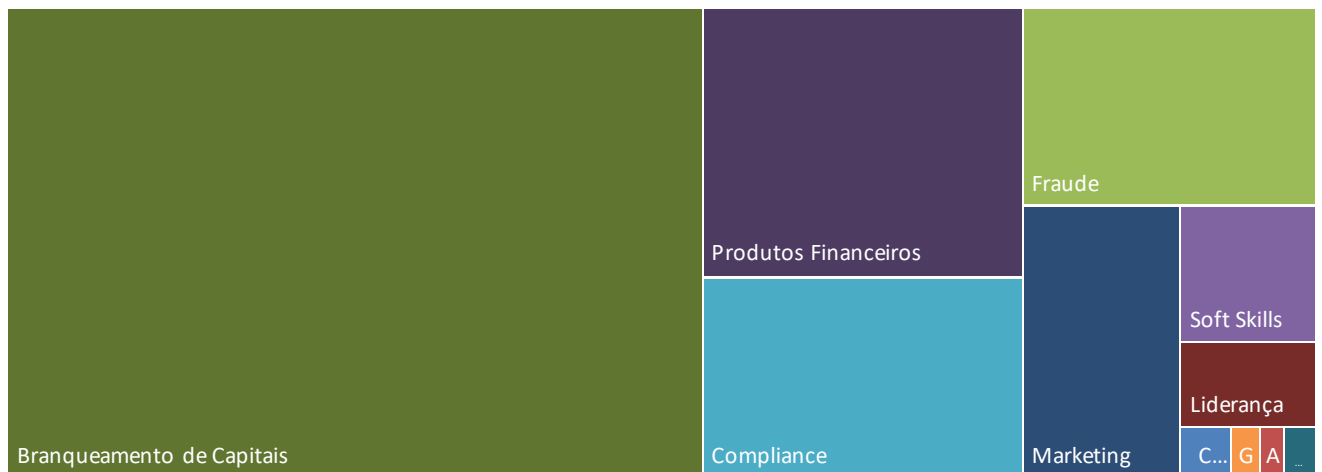 Branqueamento de Capitais
Produtos Financeiros
Compliance
Fraude
Marketing
Soft Skills
Liderança
C...
G
A
...